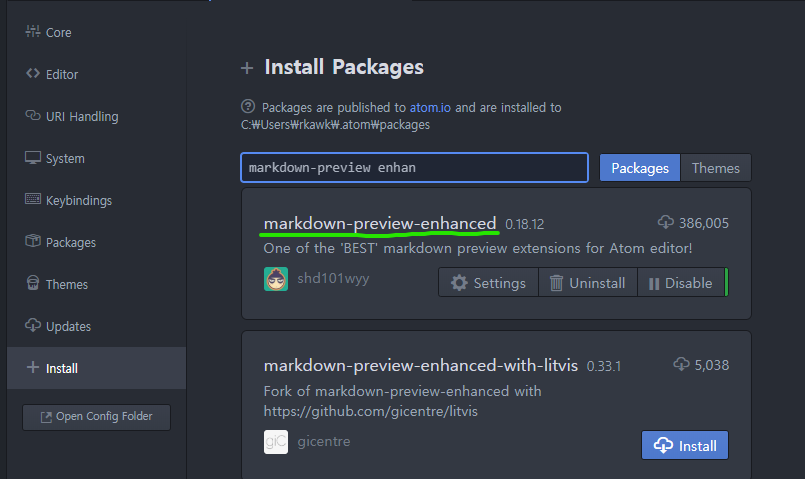 Core
Editor
URI Handling
System
Keybindings
Packages
Themes
Updates
Install
Open Config Folder
Install Packages
Packages are published to atom.io and are installed to
C:₩Users₩rkawk₩.atom₩packages
markdown-preview enhan
Packages Themes
markdown-preview-enhanced 0.18.12 386,005
One of the 'BEST' markdown preview extensions for Atom editor!
shd101wyy
Settings Uninstall Disable
markdown-preview-enhanced-with-litvis 0.33.1 5,038
Fork of markdown-preview-enhanced with
https://github.com/gicentre/litvis
giC gicentre
Install